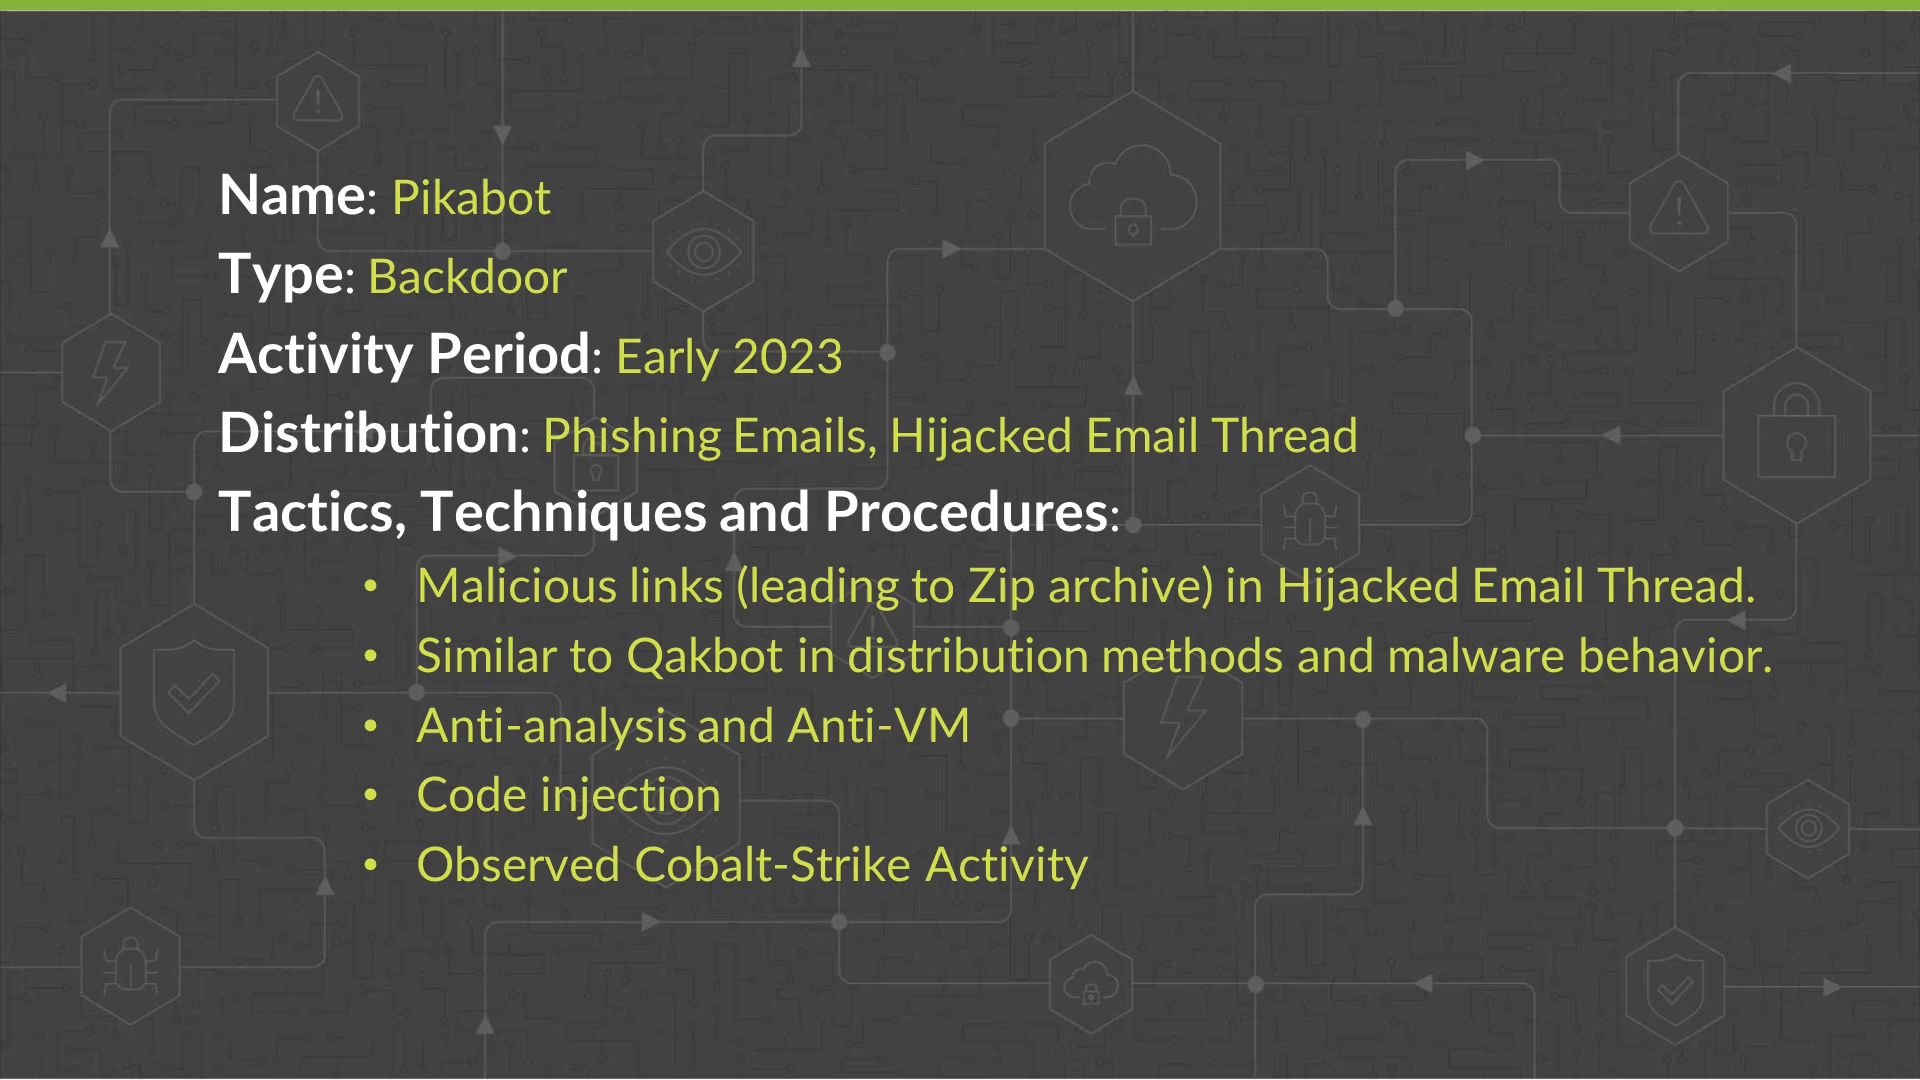 Name: Pikabot
Type: Backdoor
Activity Period: Early 2023
Distribution: Phishing Emails, Hijacked Email Thread
Tactics, Techniques and Procedures:
• Malicious links (leading to Zip archive) in Hijacked Email Thread.
• Similar to Qakbot in distribution methods and malware behavior.
• Anti-analysis and Anti-VM
• Code injection
• Observed Cobalt-Strike Activity